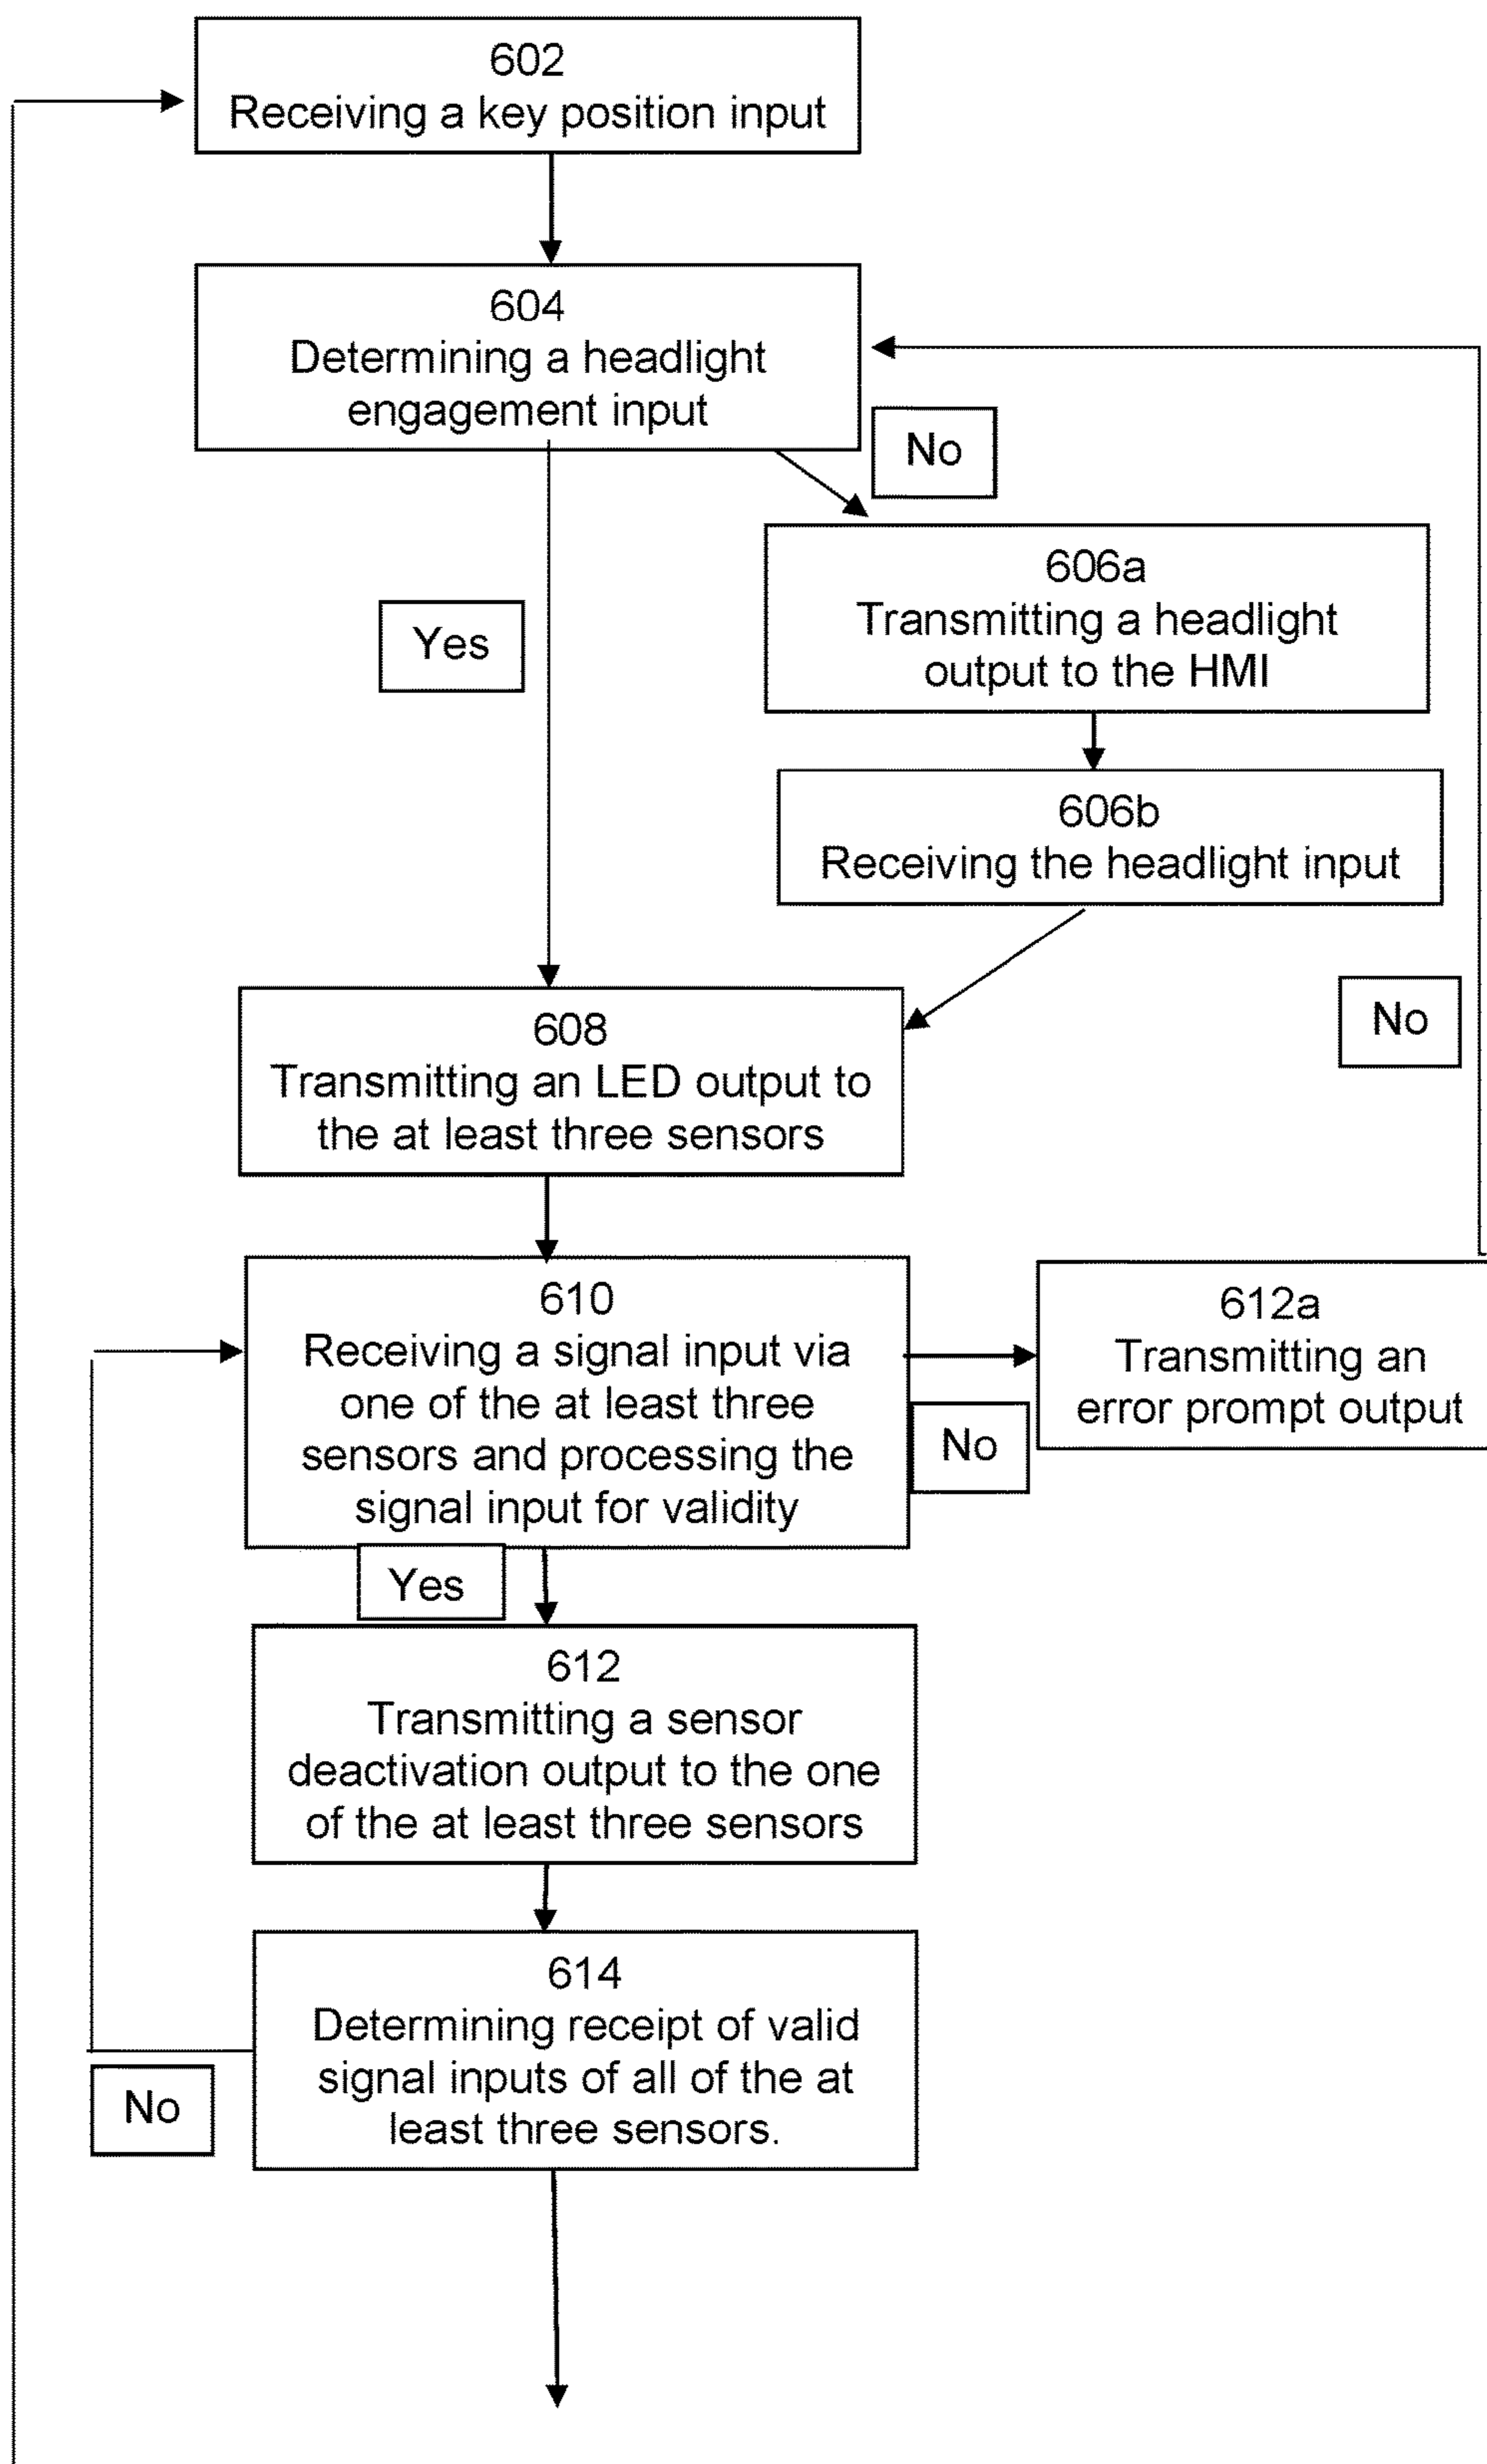 602
Receiving a key position input
604
Determining a headlight
engagement input
No
606a
Transmitting a headlight
output to the HMI
Yes
606b
Receiving the headlight input
No
608
Transmitting an LED output to
the at least three sensors
610
Receiving a signal input via
one of the at least three
sensors and processing the
signal input for validity
612a
Transmitting an
error prompt output
No
Yes
612
Transmitting a sensor
deactivation output to the one
of the at least three sensors
614
Determining receipt of valid
signal inputs of all of the at
least three sensors.
No